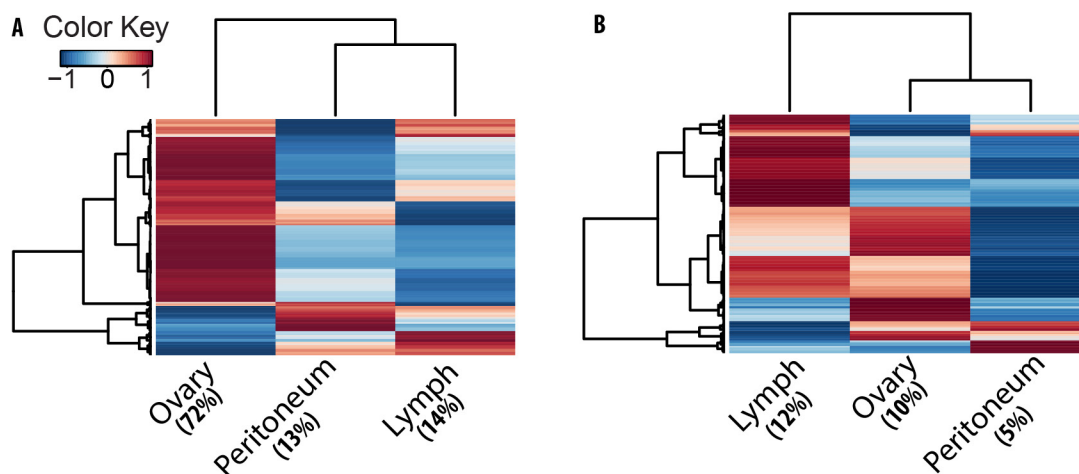 A
Color Key
−1 0 1
Ovary
(72%)
Peritoneum
(13%)
Lymph
(14%)
B
Lymph
(12%)
Ovary
(10%)
Peritoneum
(5%)